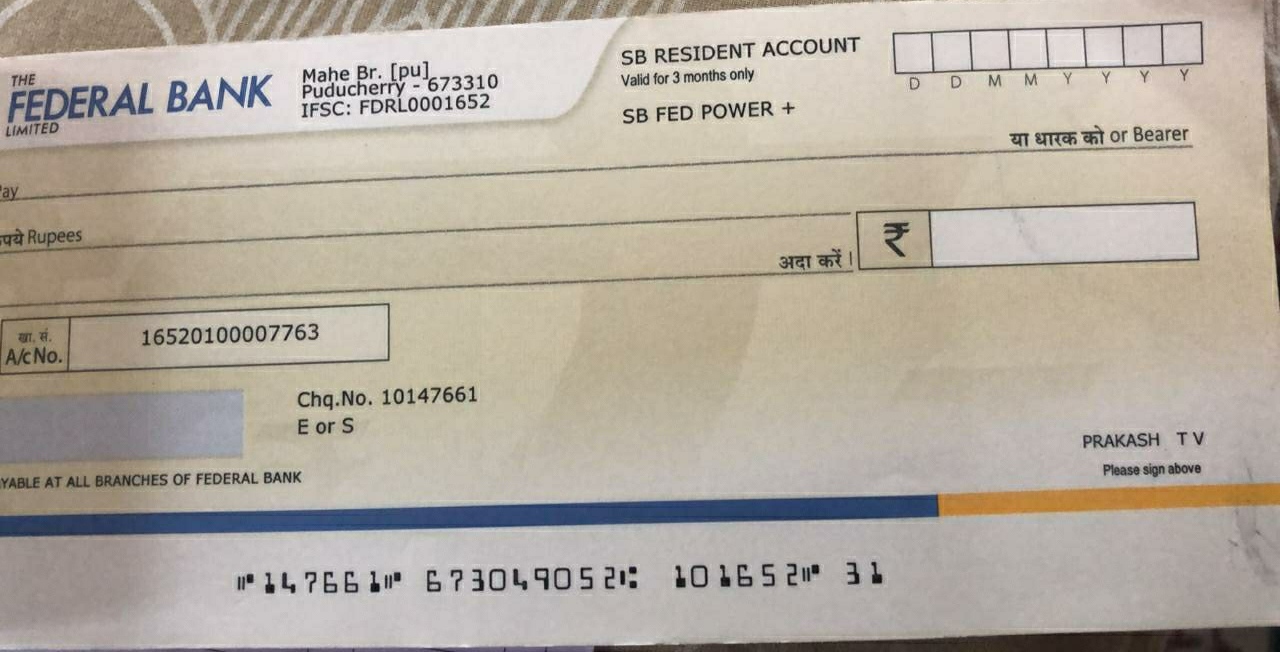 THE
FEDERAL BANK
LIMITED
Mahe Br. [pu]
Puducherry - 673310
IFSC: FDRL0001652
SB RESIDENT ACCOUNT
Valid for 3 months only
SB FED POWER +
D D M M Y Y Y Y
या धारक को or Bearer
ay
पये Rupees
अदा करें ।
₹
खा. सं.
A/c No.
16520100007763
Chq.No. 10147661
E or S
PRAKASH T V
Please sign above
YABLE AT ALL BRANCHES OF FEDERAL BANK
⑈147661⑈ 673049052⑆ 101652⑈ 31